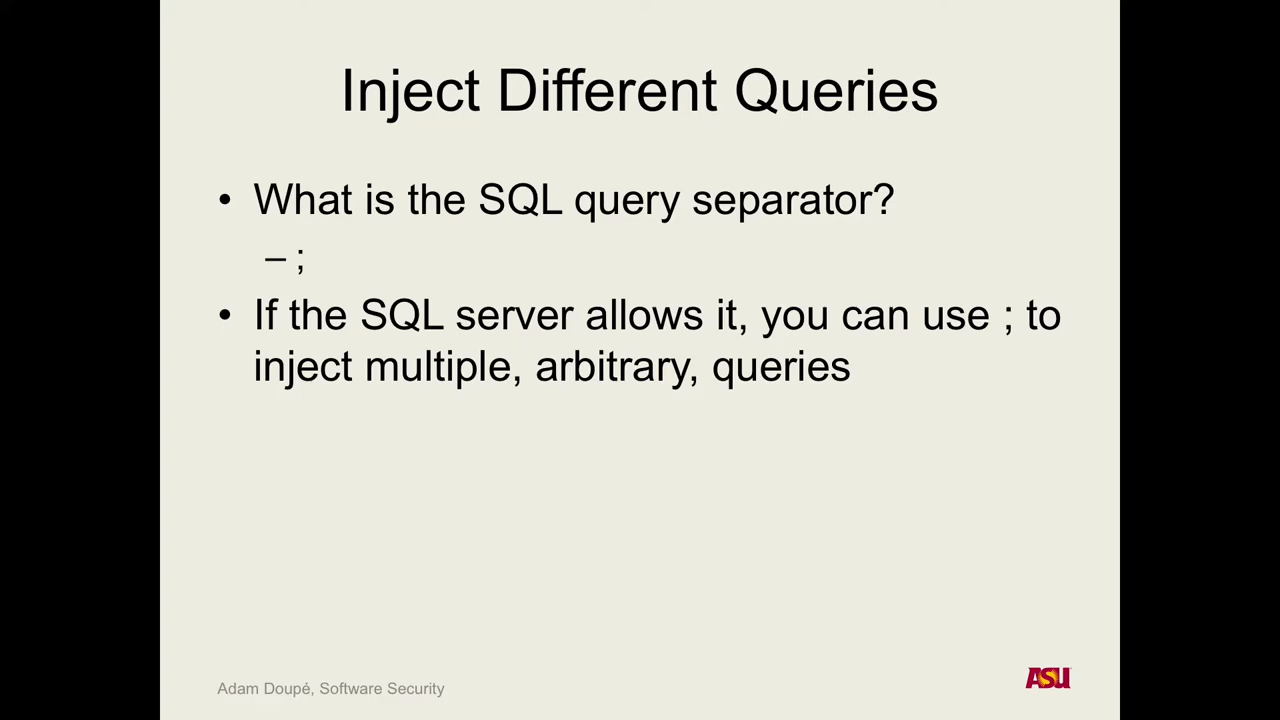 Inject Different Queries
• What is the SQL query separator?
– ;
• If the SQL server allows it, you can use ; to
inject multiple, arbitrary, queries
Adam Doupé, Software Security
ASU